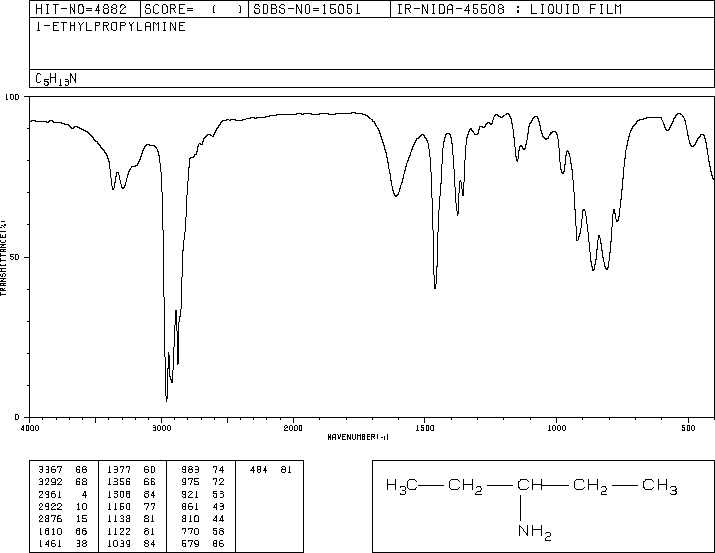 HIT-NO=4882 SCORE= ( ) SDBS-NO=15051 IR-NIDA-45508 : LIQUID FILM
1-ETHYLPROPYLAMINE
C5H13N
100
50
0
TRANSMITTANCE(%)
4000 3000 2000 1500 1000 500
WAVENUMBER(-1)
3367 68 1377 60 983 74 484 81
3292 68 1356 66 975 72
2961 4 1308 84 921 53
2922 10 1150 77 861 43
2876 15 1138 81 810 44
1610 66 1122 81 770 58
1461 38 1039 84 579 86
H3C CH2 CH CH2 CH3
NH2